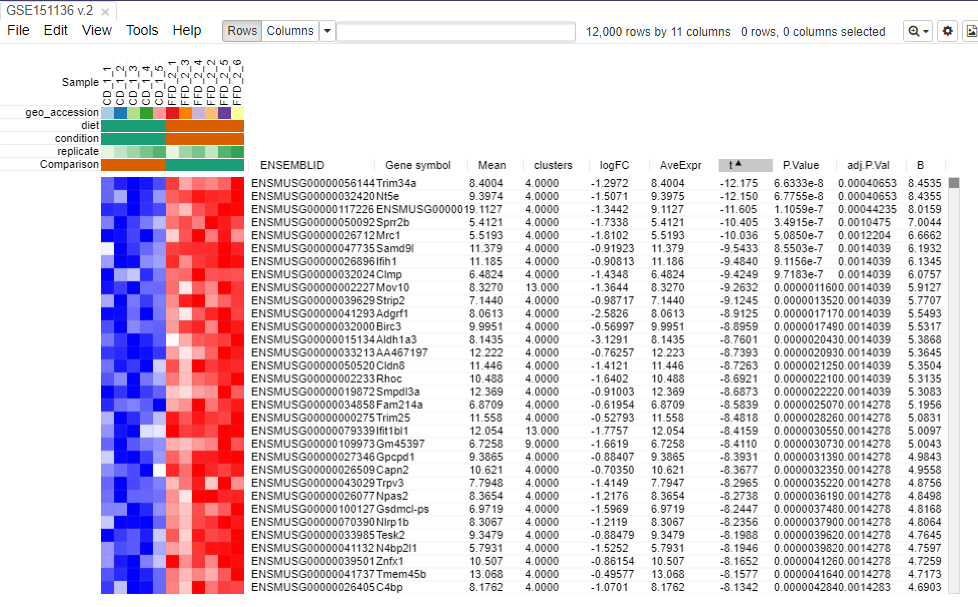 GSE151136 v.2 ×
File Edit View Tools Help Rows Columns 12,000 rows by 11 columns 0 rows, 0 columns selected
Sample CD_1_1 CD_1_2 CD_1_3 CD_1_4 CD_1_5 FFD_2_1 FFD_2_3 FFD_2_4 FFD_2_2 FFD_2_5 FFD_2_6
geo_accession
diet
condition
replicate
Comparison ENSEMBLID Gene symbol Mean clusters logFC AveExpr t P.Value adj.P.Val B
ENSMUSG00000056144 Trim34a 8.4004 4.0000 -1.2972 8.4004 -12.175 6.6333e-8 0.00040653 8.4535
ENSMUSG00000032420 Nt5e 9.3974 4.0000 -1.5071 9.3975 -12.150 6.7755e-8 0.00040653 8.4355
ENSMUSG00000117226 ENSMUSG0000019.1127 4.0000 -1.3442 9.1127 -11.605 1.1059e-7 0.00044235 8.0159
ENSMUSG00000050092 Sprr2b 5.4121 4.0000 -1.7338 5.4121 -10.405 3.4915e-7 0.0010475 7.0044
ENSMUSG00000026712 Mrc1 5.5193 4.0000 -1.8102 5.5193 -10.036 5.0850e-7 0.0012204 6.6662
ENSMUSG00000047735 Samd9l 11.379 4.0000 -0.91923 11.379 -9.5433 8.5503e-7 0.0014039 6.1932
ENSMUSG00000026896 Ifih1 11.185 4.0000 -0.90813 11.186 -9.4840 9.1156e-7 0.0014039 6.1345
ENSMUSG00000032024 Clmp 6.4824 4.0000 -1.4348 6.4824 -9.4249 9.7183e-7 0.0014039 6.0757
ENSMUSG00000002227 Mov10 8.3270 13.000 -1.3644 8.3270 -9.2632 0.0000011600 0.0014039 5.9127
ENSMUSG00000039629 Strip2 7.1440 4.0000 -0.98717 7.1440 -9.1245 0.0000013520 0.0014039 5.7707
ENSMUSG00000041293 Adgrf1 8.0613 4.0000 -2.5826 8.0613 -8.9125 0.0000017170 0.0014039 5.5493
ENSMUSG00000032000 Birc3 9.9951 4.0000 -0.56997 9.9951 -8.8959 0.0000017490 0.0014039 5.5317
ENSMUSG00000015134 Aldh1a3 8.1435 4.0000 -3.1291 8.1435 -8.7601 0.0000020430 0.0014039 5.3868
ENSMUSG00000033213 AA467197 12.222 4.0000 -0.76257 12.223 -8.7393 0.0000020930 0.0014039 5.3645
ENSMUSG00000050520 Cldn8 11.446 4.0000 -1.4121 11.446 -8.7263 0.0000021250 0.0014039 5.3504
ENSMUSG00000002233 Rhoc 10.488 4.0000 -1.6402 10.488 -8.6921 0.0000022100 0.0014039 5.3135
ENSMUSG00000019872 Smpdl3a 12.369 4.0000 -0.91003 12.369 -8.6873 0.0000022220 0.0014039 5.3083
ENSMUSG00000034858 Fam214a 6.8709 4.0000 -0.61954 6.8709 -8.5839 0.0000025070 0.0014278 5.1956
ENSMUSG00000000275 Trim25 11.558 4.0000 -0.52793 11.558 -8.4818 0.0000028260 0.0014278 5.0831
ENSMUSG00000079339 Ifit1bl1 12.054 13.000 -1.7757 12.054 -8.4159 0.0000030550 0.0014278 5.0097
ENSMUSG00000109973 Gm45397 6.7258 9.0000 -1.6619 6.7258 -8.4110 0.0000030730 0.0014278 5.0043
ENSMUSG00000027346 Gpcpd1 9.3865 4.0000 -0.88407 9.3865 -8.3931 0.0000031390 0.0014278 4.9843
ENSMUSG00000026509 Capn2 10.621 4.0000 -0.70350 10.621 -8.3677 0.0000032350 0.0014278 4.9558
ENSMUSG00000043029 Trpv3 7.7948 4.0000 -1.4149 7.7947 -8.2965 0.0000035220 0.0014278 4.8756
ENSMUSG00000026077 Npas2 8.3654 4.0000 -1.2176 8.3654 -8.2738 0.0000036190 0.0014278 4.8498
ENSMUSG00000100127 Gsdmcl-ps 6.9719 4.0000 -1.5969 6.9719 -8.2447 0.0000037480 0.0014278 4.8168
ENSMUSG00000070390 Nlrp1b 8.3067 4.0000 -1.2119 8.3067 -8.2356 0.0000037900 0.0014278 4.8064
ENSMUSG00000033985 Tesk2 9.3479 4.0000 -0.88501 9.3479 -8.1988 0.0000039620 0.0014278 4.7645
ENSMUSG00000041132 N4bp2l1 5.7931 4.0000 -1.5252 5.7931 -8.1946 0.0000039820 0.0014278 4.7597
ENSMUSG00000039501 Znfx1 10.507 4.0000 -0.86154 10.507 -8.1652 0.0000041260 0.0014278 4.7259
ENSMUSG00000041737 Tmem45b 13.068 4.0000 -0.49577 13.068 -8.1577 0.0000041640 0.0014278 4.7173
ENSMUSG00000026405 C4bp 8.1762 4.0000 -1.0701 8.1762 -8.1342 0.0000042840 0.0014283 4.6903